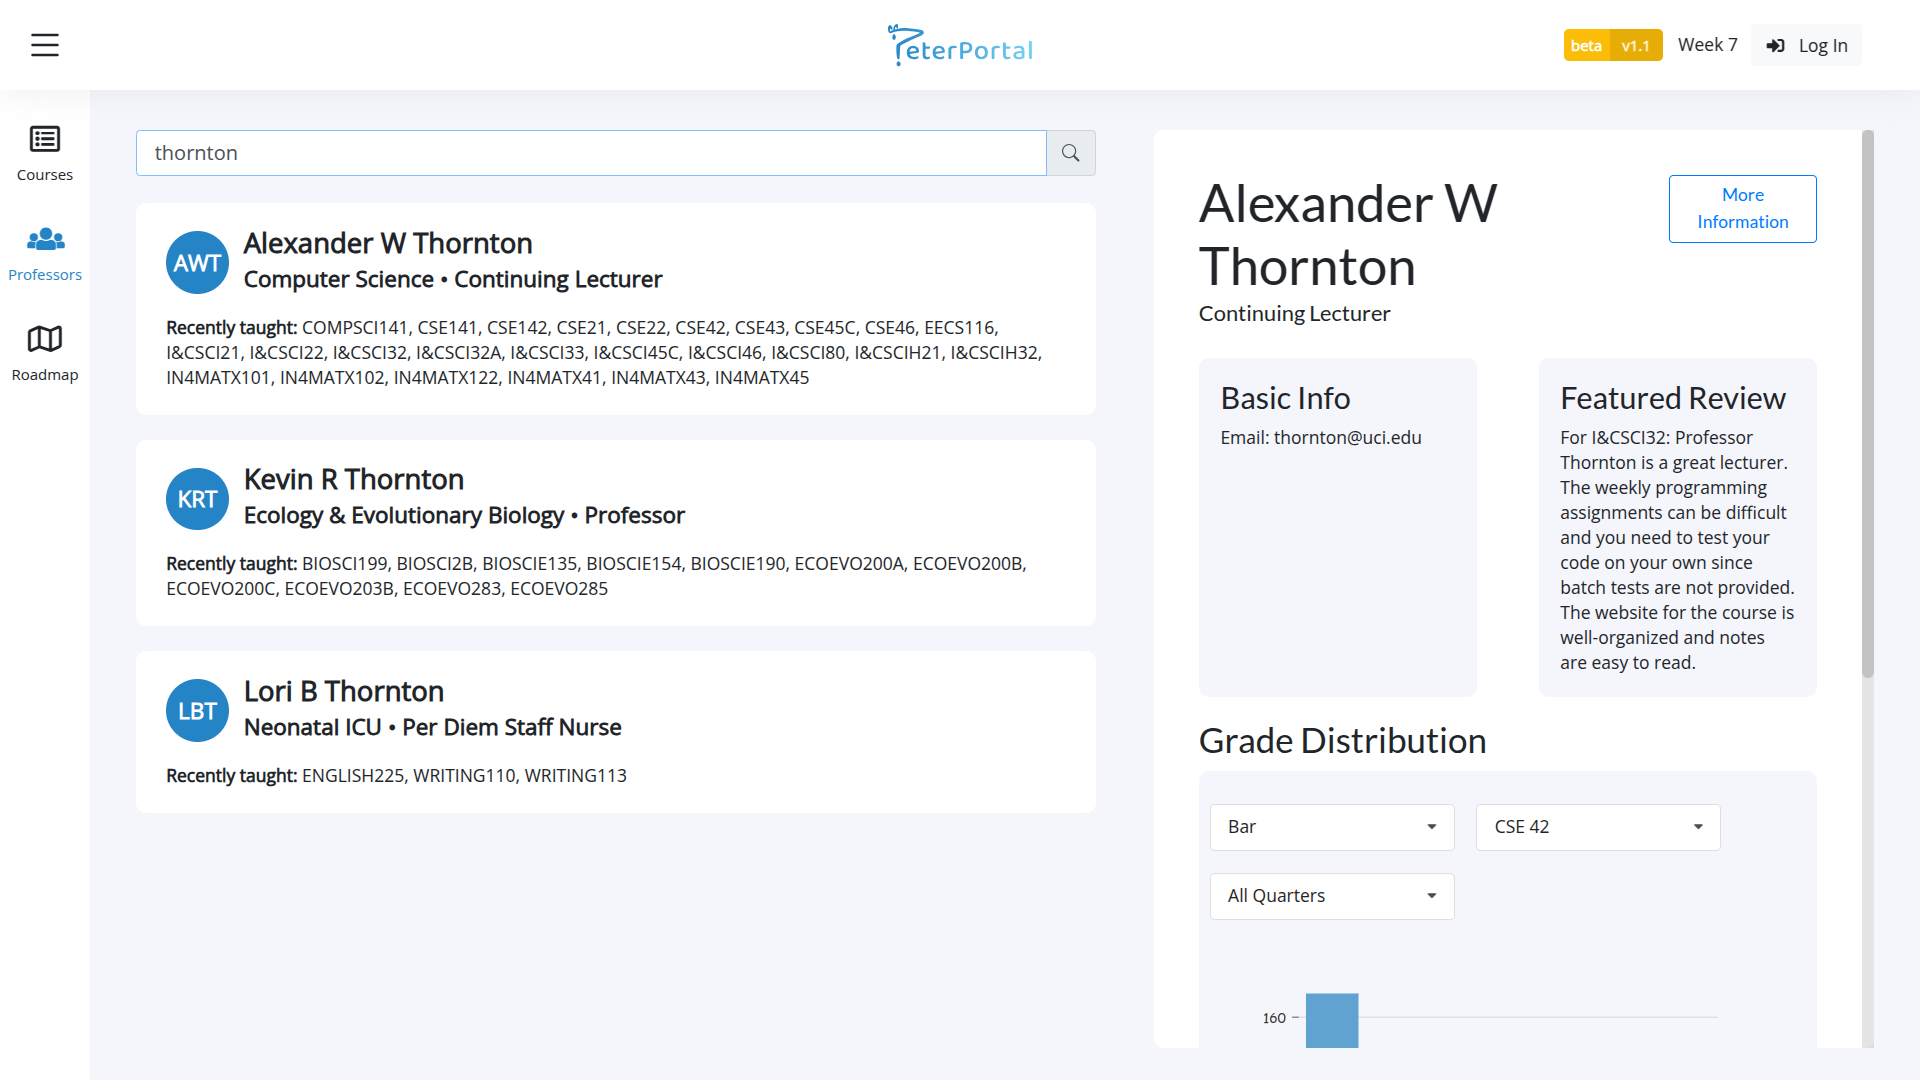 PeterPortal
beta v1.1
Week 7
Log In
Courses
Professors
Roadmap
thornton
AWT
Alexander W Thornton
Computer Science • Continuing Lecturer
Recently taught: COMPSCI141, CSE141, CSE142, CSE21, CSE22, CSE42, CSE43, CSE45C, CSE46, EECS116,
I&CSCI21, I&CSCI22, I&CSCI32, I&CSCI32A, I&CSCI33, I&CSCI45C, I&CSCI46, I&CSCI80, I&CSCIH21, I&CSCIH32,
IN4MATX101, IN4MATX102, IN4MATX122, IN4MATX41, IN4MATX43, IN4MATX45
KRT
Kevin R Thornton
Ecology & Evolutionary Biology • Professor
Recently taught: BIOSCI199, BIOSCI2B, BIOSCIE135, BIOSCIE154, BIOSCIE190, ECOEVO200A, ECOEVO200B,
ECOEVO200C, ECOEVO203B, ECOEVO283, ECOEVO285
LBT
Lori B Thornton
Neonatal ICU • Per Diem Staff Nurse
Recently taught: ENGLISH225, WRITING110, WRITING113
Alexander W
Thornton
Continuing Lecturer
More
Information
Basic Info
Email: thornton@uci.edu
Featured Review
For I&CSCI32: Professor
Thornton is a great lecturer.
The weekly programming
assignments can be difficult
and you need to test your
code on your own since
batch tests are not provided.
The website for the course is
well-organized and notes
are easy to read.
Grade Distribution
Bar
CSE 42
All Quarters
160